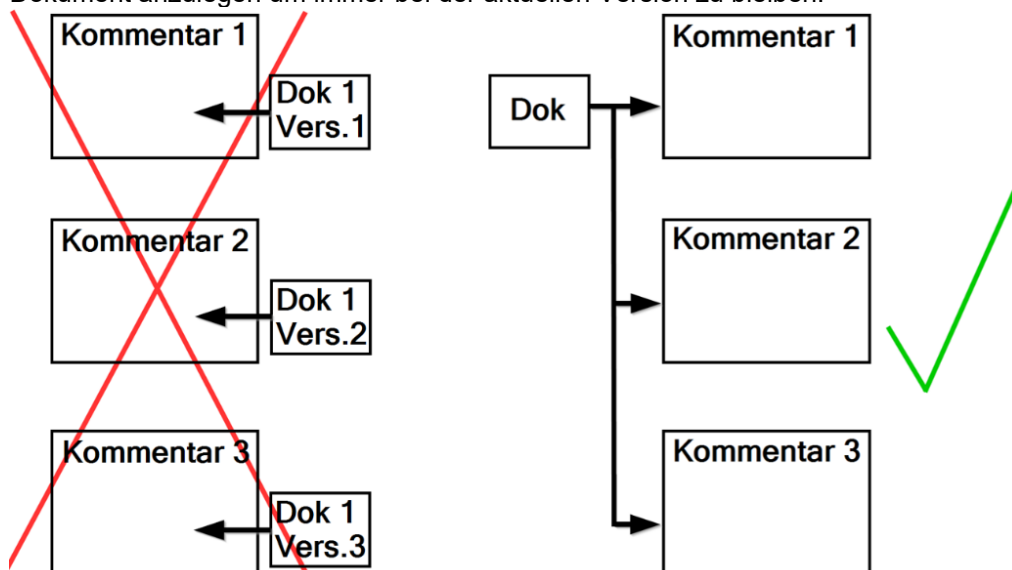 Dokument anzulegen um immer bei der aktuellen Version zu bleiben.
Kommentar 1
Dok 1
Vers.1
Kommentar 2
Dok 1
Vers.2
Kommentar 3
Dok 1
Vers.3
Dok
Kommentar 1
Kommentar 2
Kommentar 3